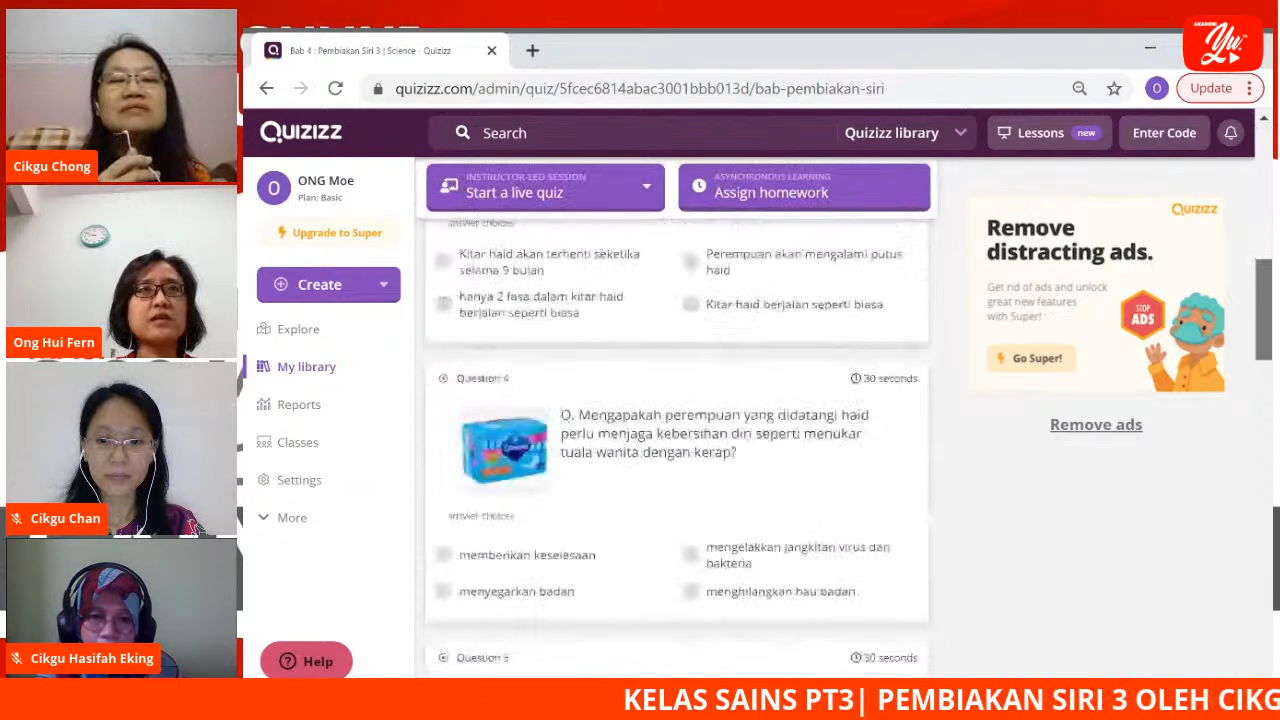 Cikgu Chong
Ong Hui Fern
Cikgu Chan
Cikgu Hasifah Eking
AKADEMI
Yu.
Bab 4 : Pembiakan Siri 3 | Science - Quizizz
quizizz.com/admin/quiz/5fcec6814abac3001bbb013d/bab-pembiakan-siri
O
Update
QUIZIZZ
Search
Quizizz library
Lessons new
Enter Code
O
ONG Moe
Plan: Basic
Upgrade to Super
Create
Explore
My library
Reports
Classes
Settings
More
Help
INSTRUCTOR-LED SESSION
Start a live quiz
ASYNCHRONOUS LEARNING
Assign homework
answer choices
Kitar haid akan terhenti seketika
selama 9 bulan
Perempuan akan mengalami putus
haid
hanya 2 fasa dalam kitar haid
berjalan seperti biasa
Kitar haid berjalan seperti biasa
Question 4
30 seconds
Q. Mengapakah perempuan yang didatangi haid
perlu menjaga kebersihan diri seperti menukar
tuala wanita dengan kerap?
answer choices
memberikan keselesaan
mengelakkan jangkitan virus dan
bakteria
menyegarkan badan
menghilangkan bau badan
Question 5
30 seconds
QUIZIZZ
Remove
distracting ads.
Get rid of ads and unlock
great new features
with Super!
STOP
ADS
Go Super!
Remove ads
KELAS SAINS PT3| PEMBIAKAN SIRI 3 OLEH CIKG